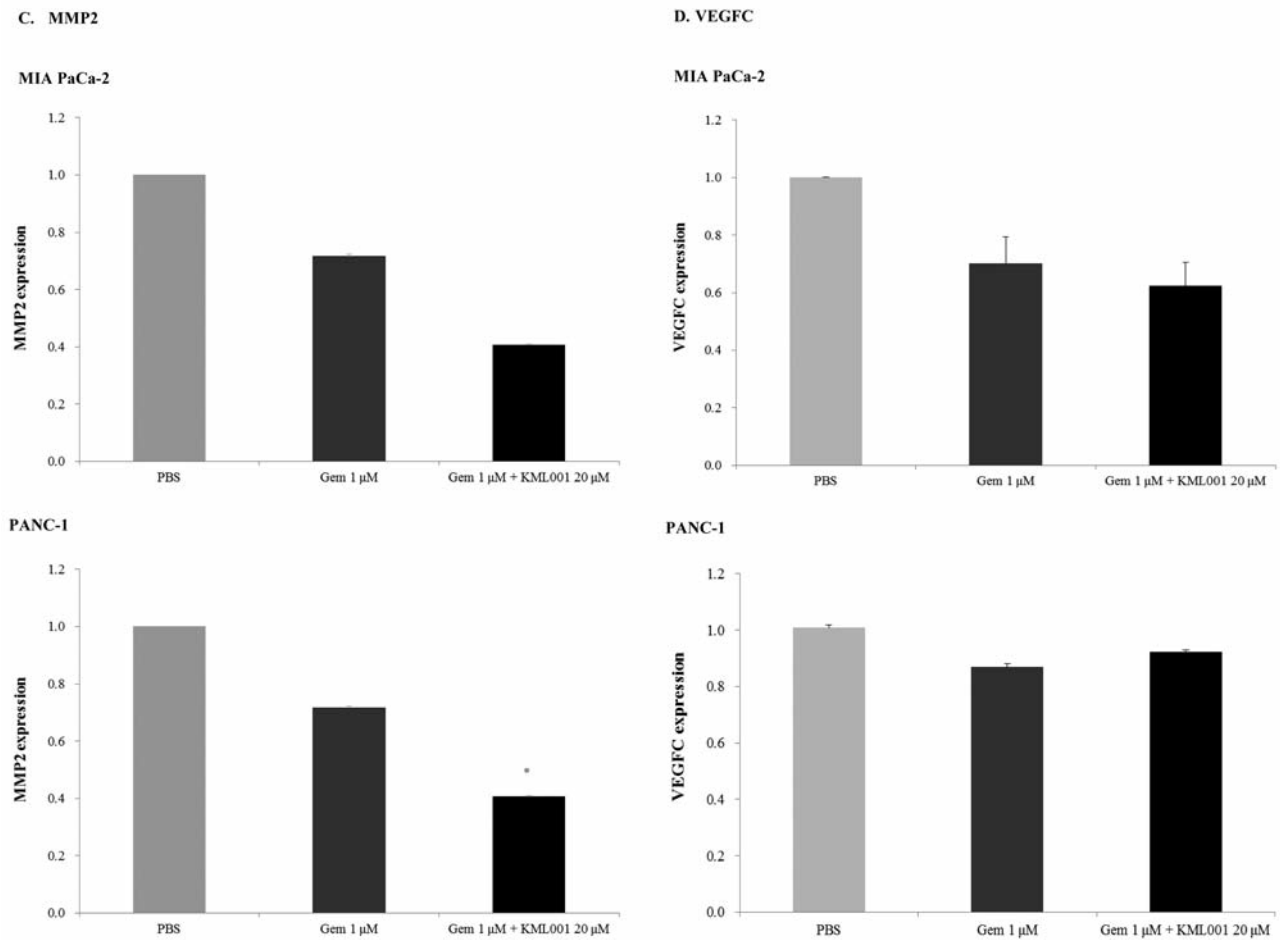 C. MMP2
MIA PaCa-2
1.2
1.0
0.8
0.6
0.4
0.2
0.0
MMP2 expression
PBS
Gem 1 µM
Gem 1 µM + KML001 20 µM
PANC-1
1.2
1.0
0.8
0.6
0.4
0.2
0.0
MMP2 expression
*
PBS
Gem 1 µM
Gem 1 µM + KML001 20 µM
D. VEGFC
MIA PaCa-2
1.2
1.0
0.8
0.6
0.4
0.2
0.0
VEGFC expression
PBS
Gem 1 µM
Gem 1 µM + KML001 20 µM
PANC-1
1.2
1.0
0.8
0.6
0.4
0.2
0.0
VEGFC expression
PBS
Gem 1 µM
Gem 1 µM + KML001 20 µM